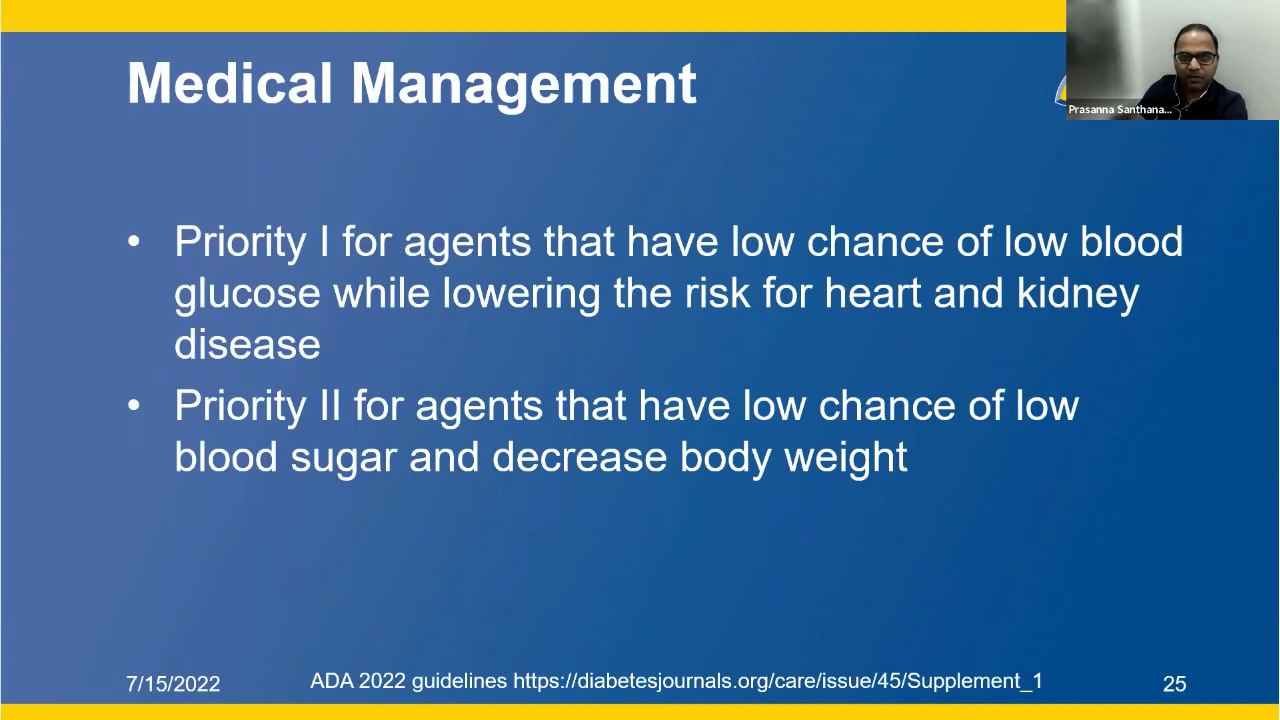 Medical Management
Prasanna Santhana...
• Priority I for agents that have low chance of low blood
glucose while lowering the risk for heart and kidney
disease
• Priority II for agents that have low chance of low
blood sugar and decrease body weight
7/15/2022
ADA 2022 guidelines https://diabetesjournals.org/care/issue/45/Supplement_1
25